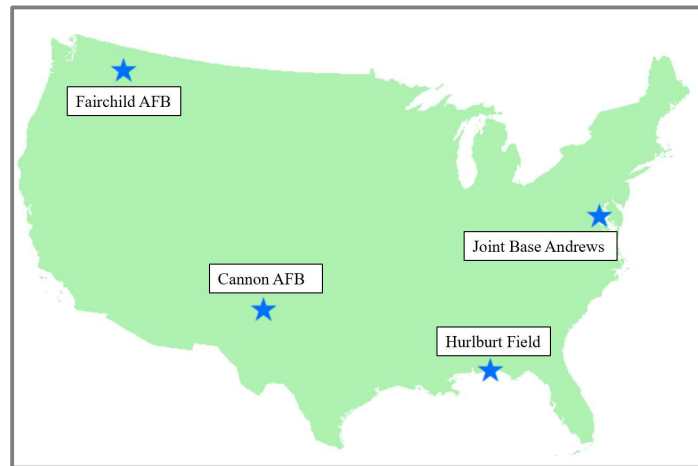 Fairchild AFB
Joint Base Andrews
Cannon AFB
Hurlburt Field